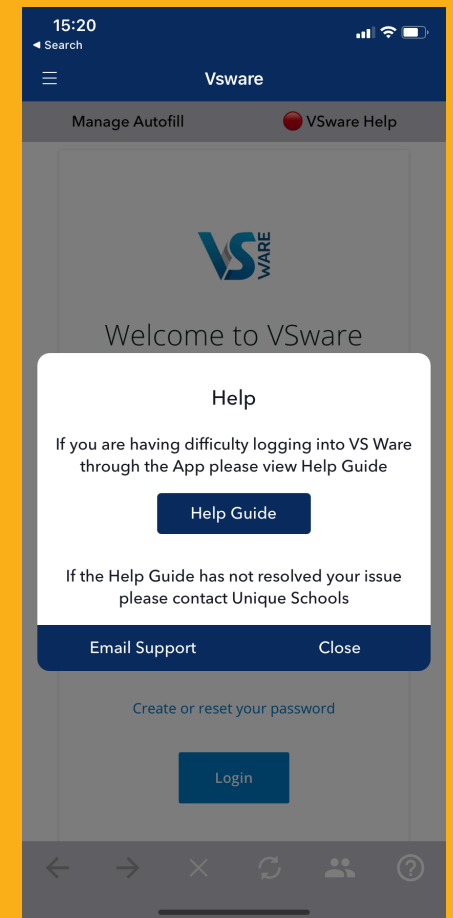 15:20
◄ Search
Vsware
Manage Autofill
VSware Help
VS WARE
Welcome to VSware
Help
If you are having difficulty logging into VS Ware
through the App please view Help Guide
Help Guide
If the Help Guide has not resolved your issue
please contact Unique Schools
Email Support
Close
Create or reset your password
Login